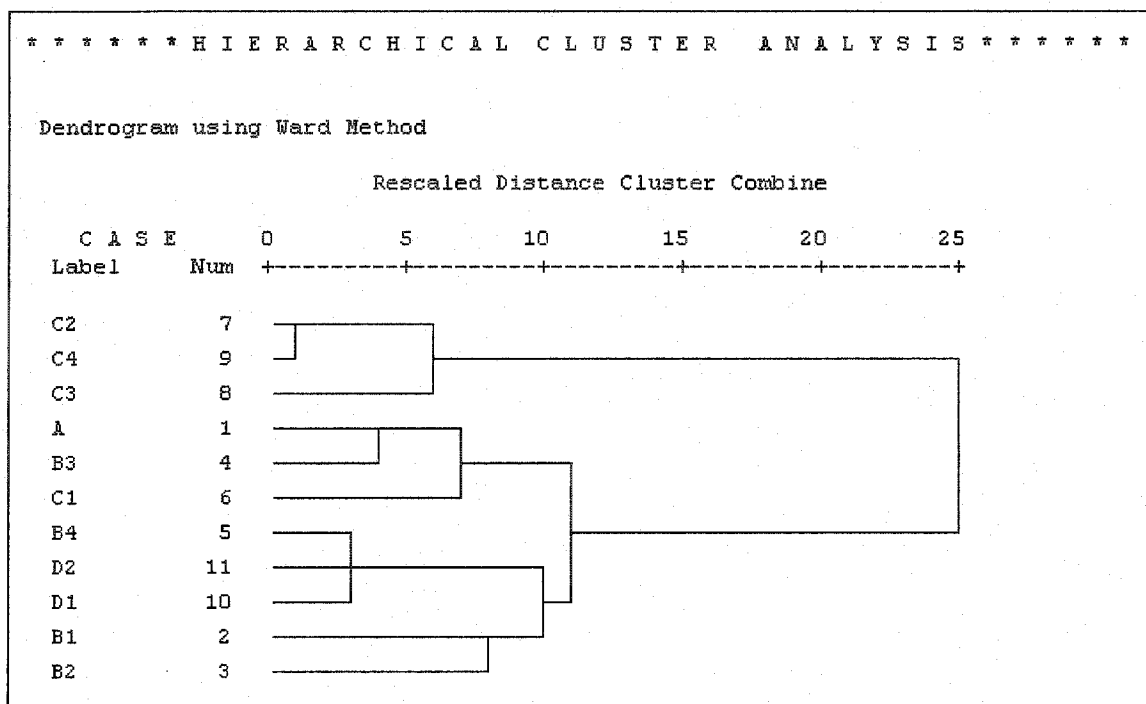 * * * * * * H I E R A R C H I C A L C L U S T E R A N A L Y S I S * * * * * *
Dendrogram using Ward Method
Rescaled Distance Cluster Combine
C A S E 0 5 10 15 20 25
Label Num +---------+---------+---------+---------+---------+
C2 7
C4 9
C3 8
A 1
B3 4
C1 6
B4 5
D2 11
D1 10
B1 2
B2 3